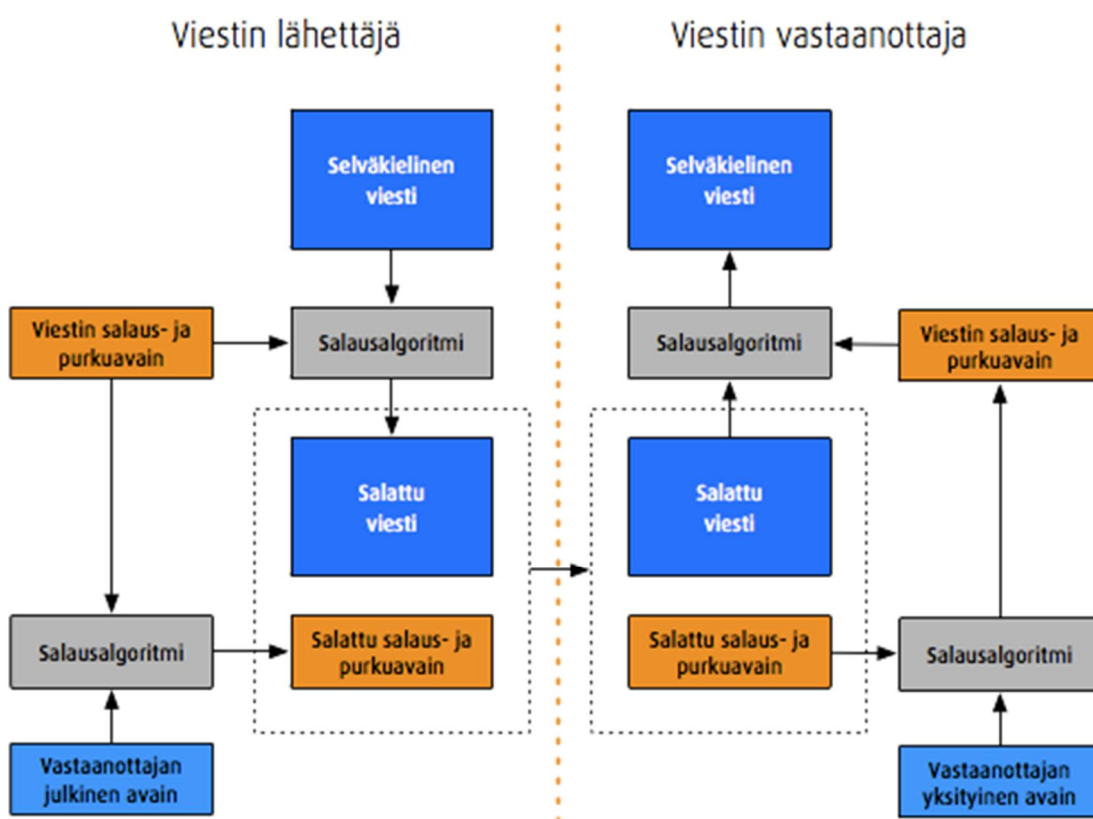 Viestin lähettäjä
Viestin vastaanottaja
Selväkielinen
viesti
Selväkielinen
viesti
Viestin salaus- ja
purkuavain
Salausalgoritmi
Salausalgoritmi
Viestin salaus- ja
purkuavain
Salattu
viesti
Salattu
viesti
Salausalgoritmi
Salattu salaus- ja
purkuavain
Salattu salaus- ja
purkuavain
Salausalgoritmi
Vastaanottajan
julkinen avain
Vastaanottajan
yksityinen avain